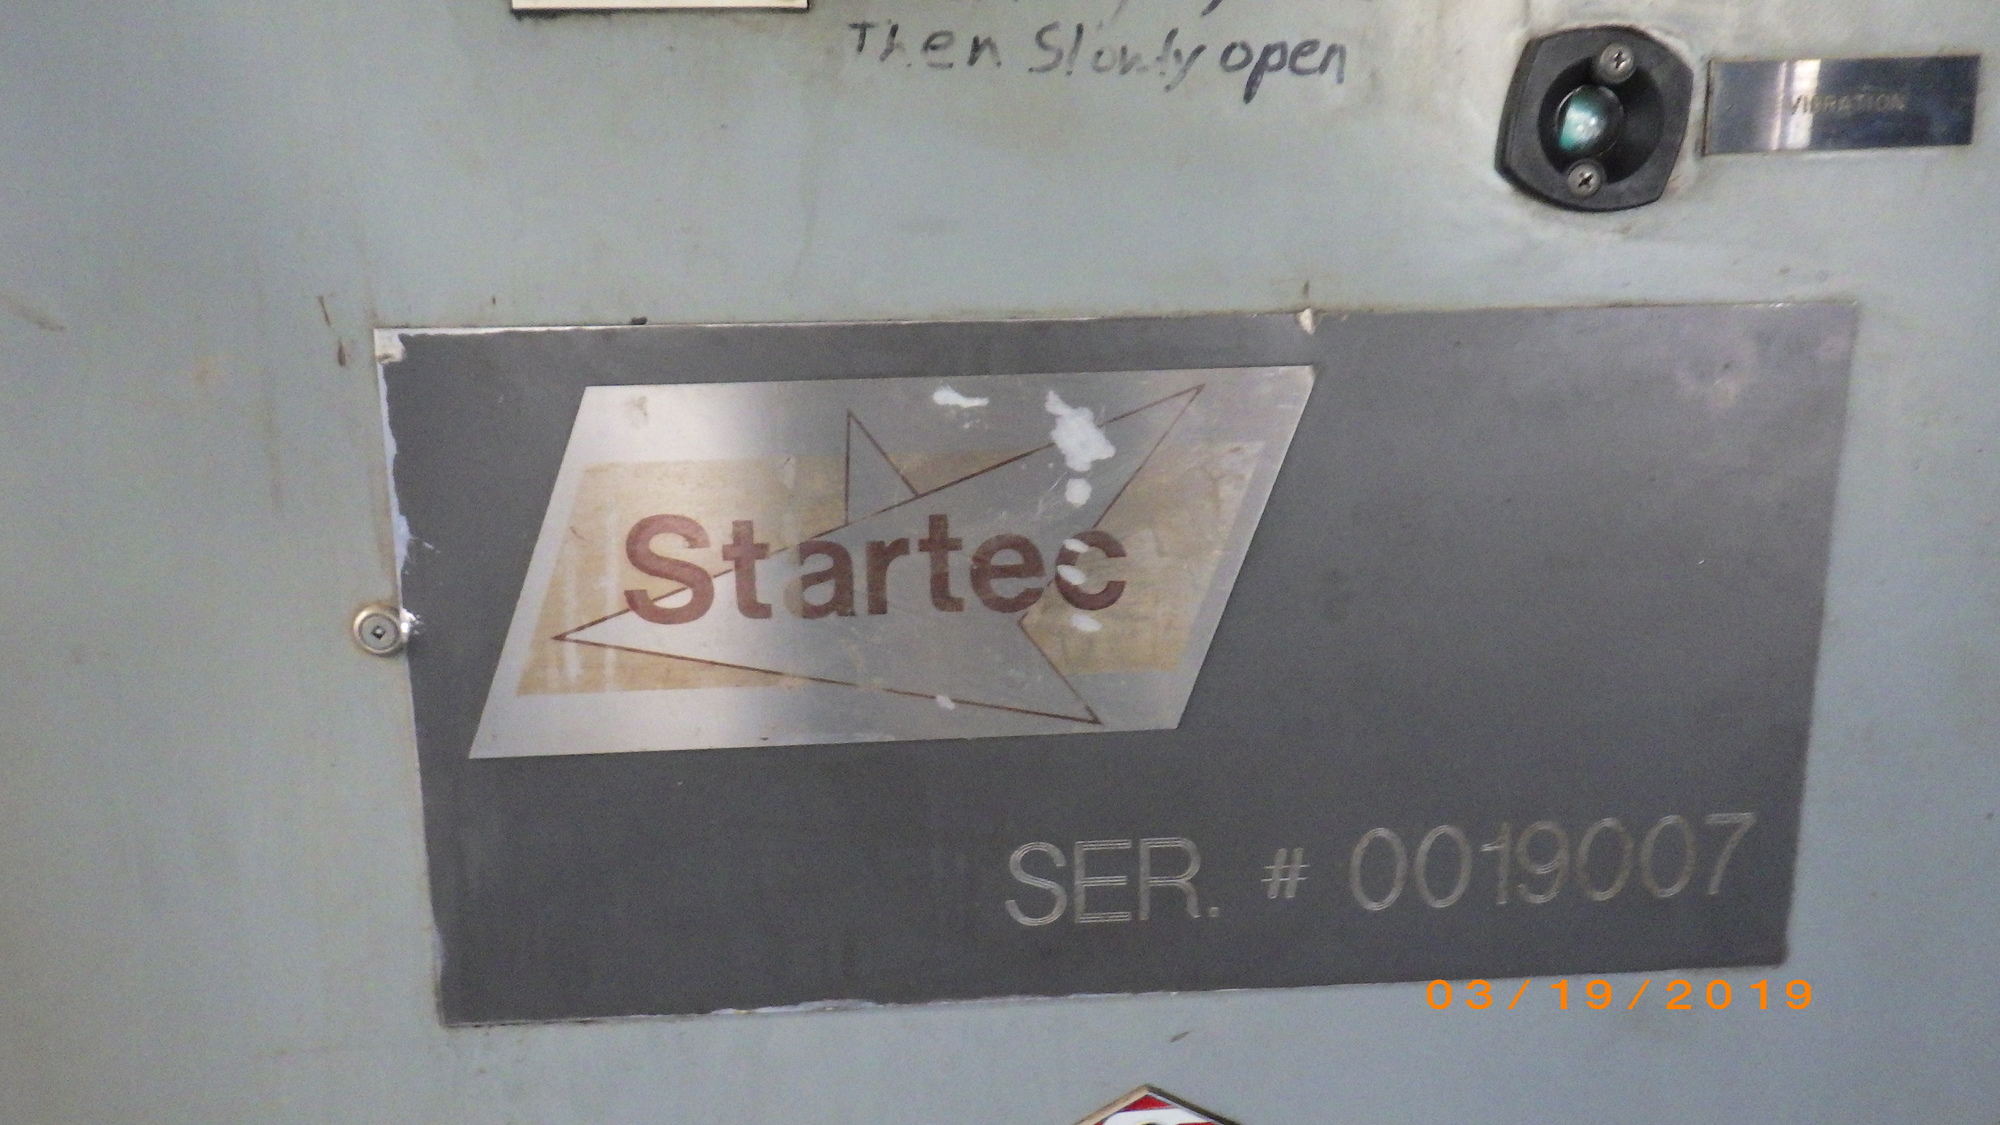 Then Slowly open
VIBRATION
Startec
SER. # 0019007
03/19/2019